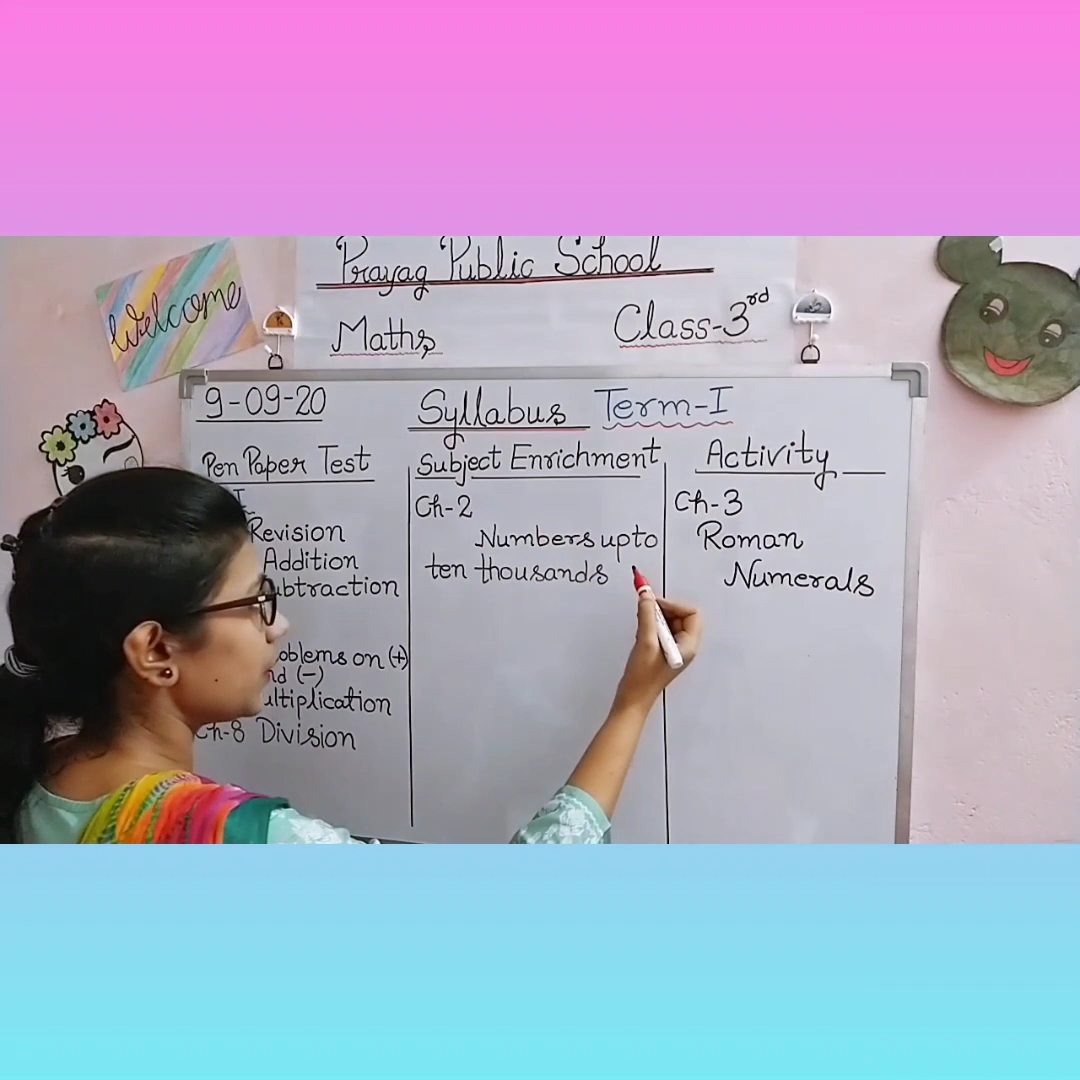 Prayag Public School
Maths
Class-3rd
Welcome
K
9-09-20
Syllabus Term-I
Pen Paper Test
I
Revision
Addition
ubtraction
oblems on (+)
nd (-)
ultiplication
Ch-8 Division
Subject Enrichment
Ch-2
Numbers upto
ten thousands
Activity
Ch-3
Roman
Numerals